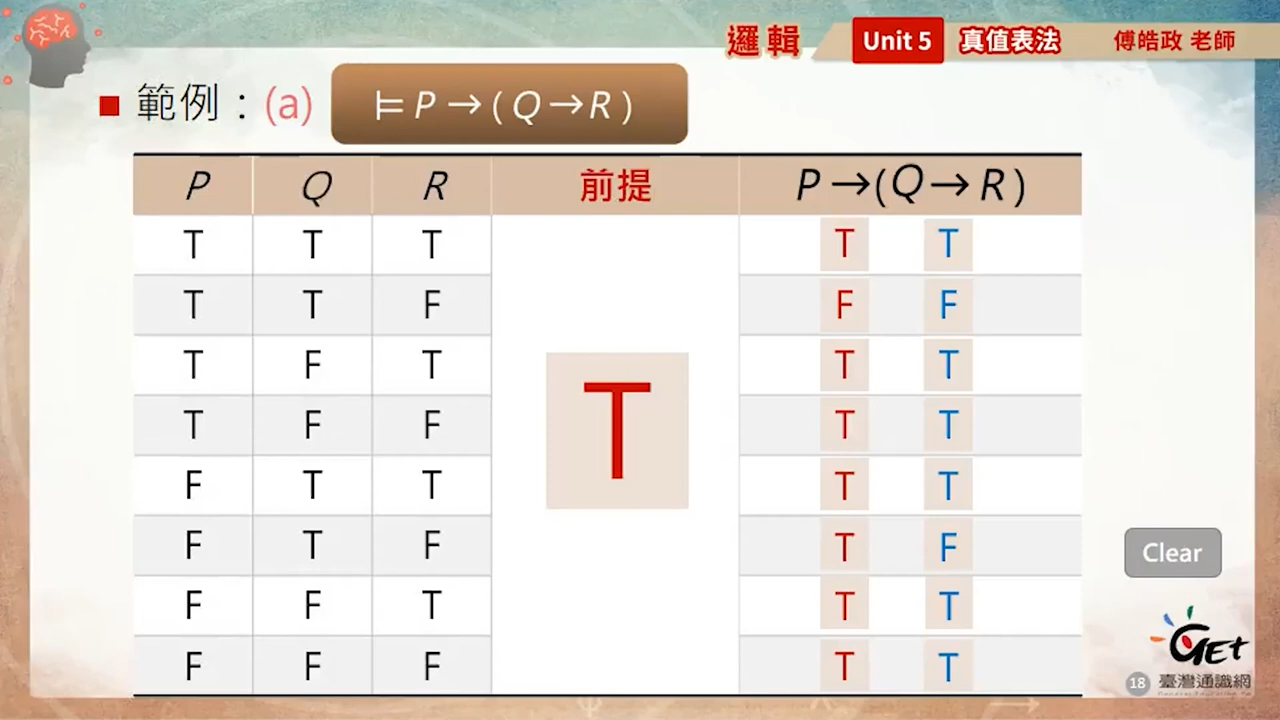 邏輯 Unit 5 真值表法 傅皓政 老師
■ 範例：(a) ⊨ P → ( Q → R )
P Q R 前提 P → ( Q → R )
T T T T T
T T F F F
T F T T T
T F F T T
T
F T T T T
F T F T F
F F T T T
F F F T T
Clear
GET
18 臺灣通識網